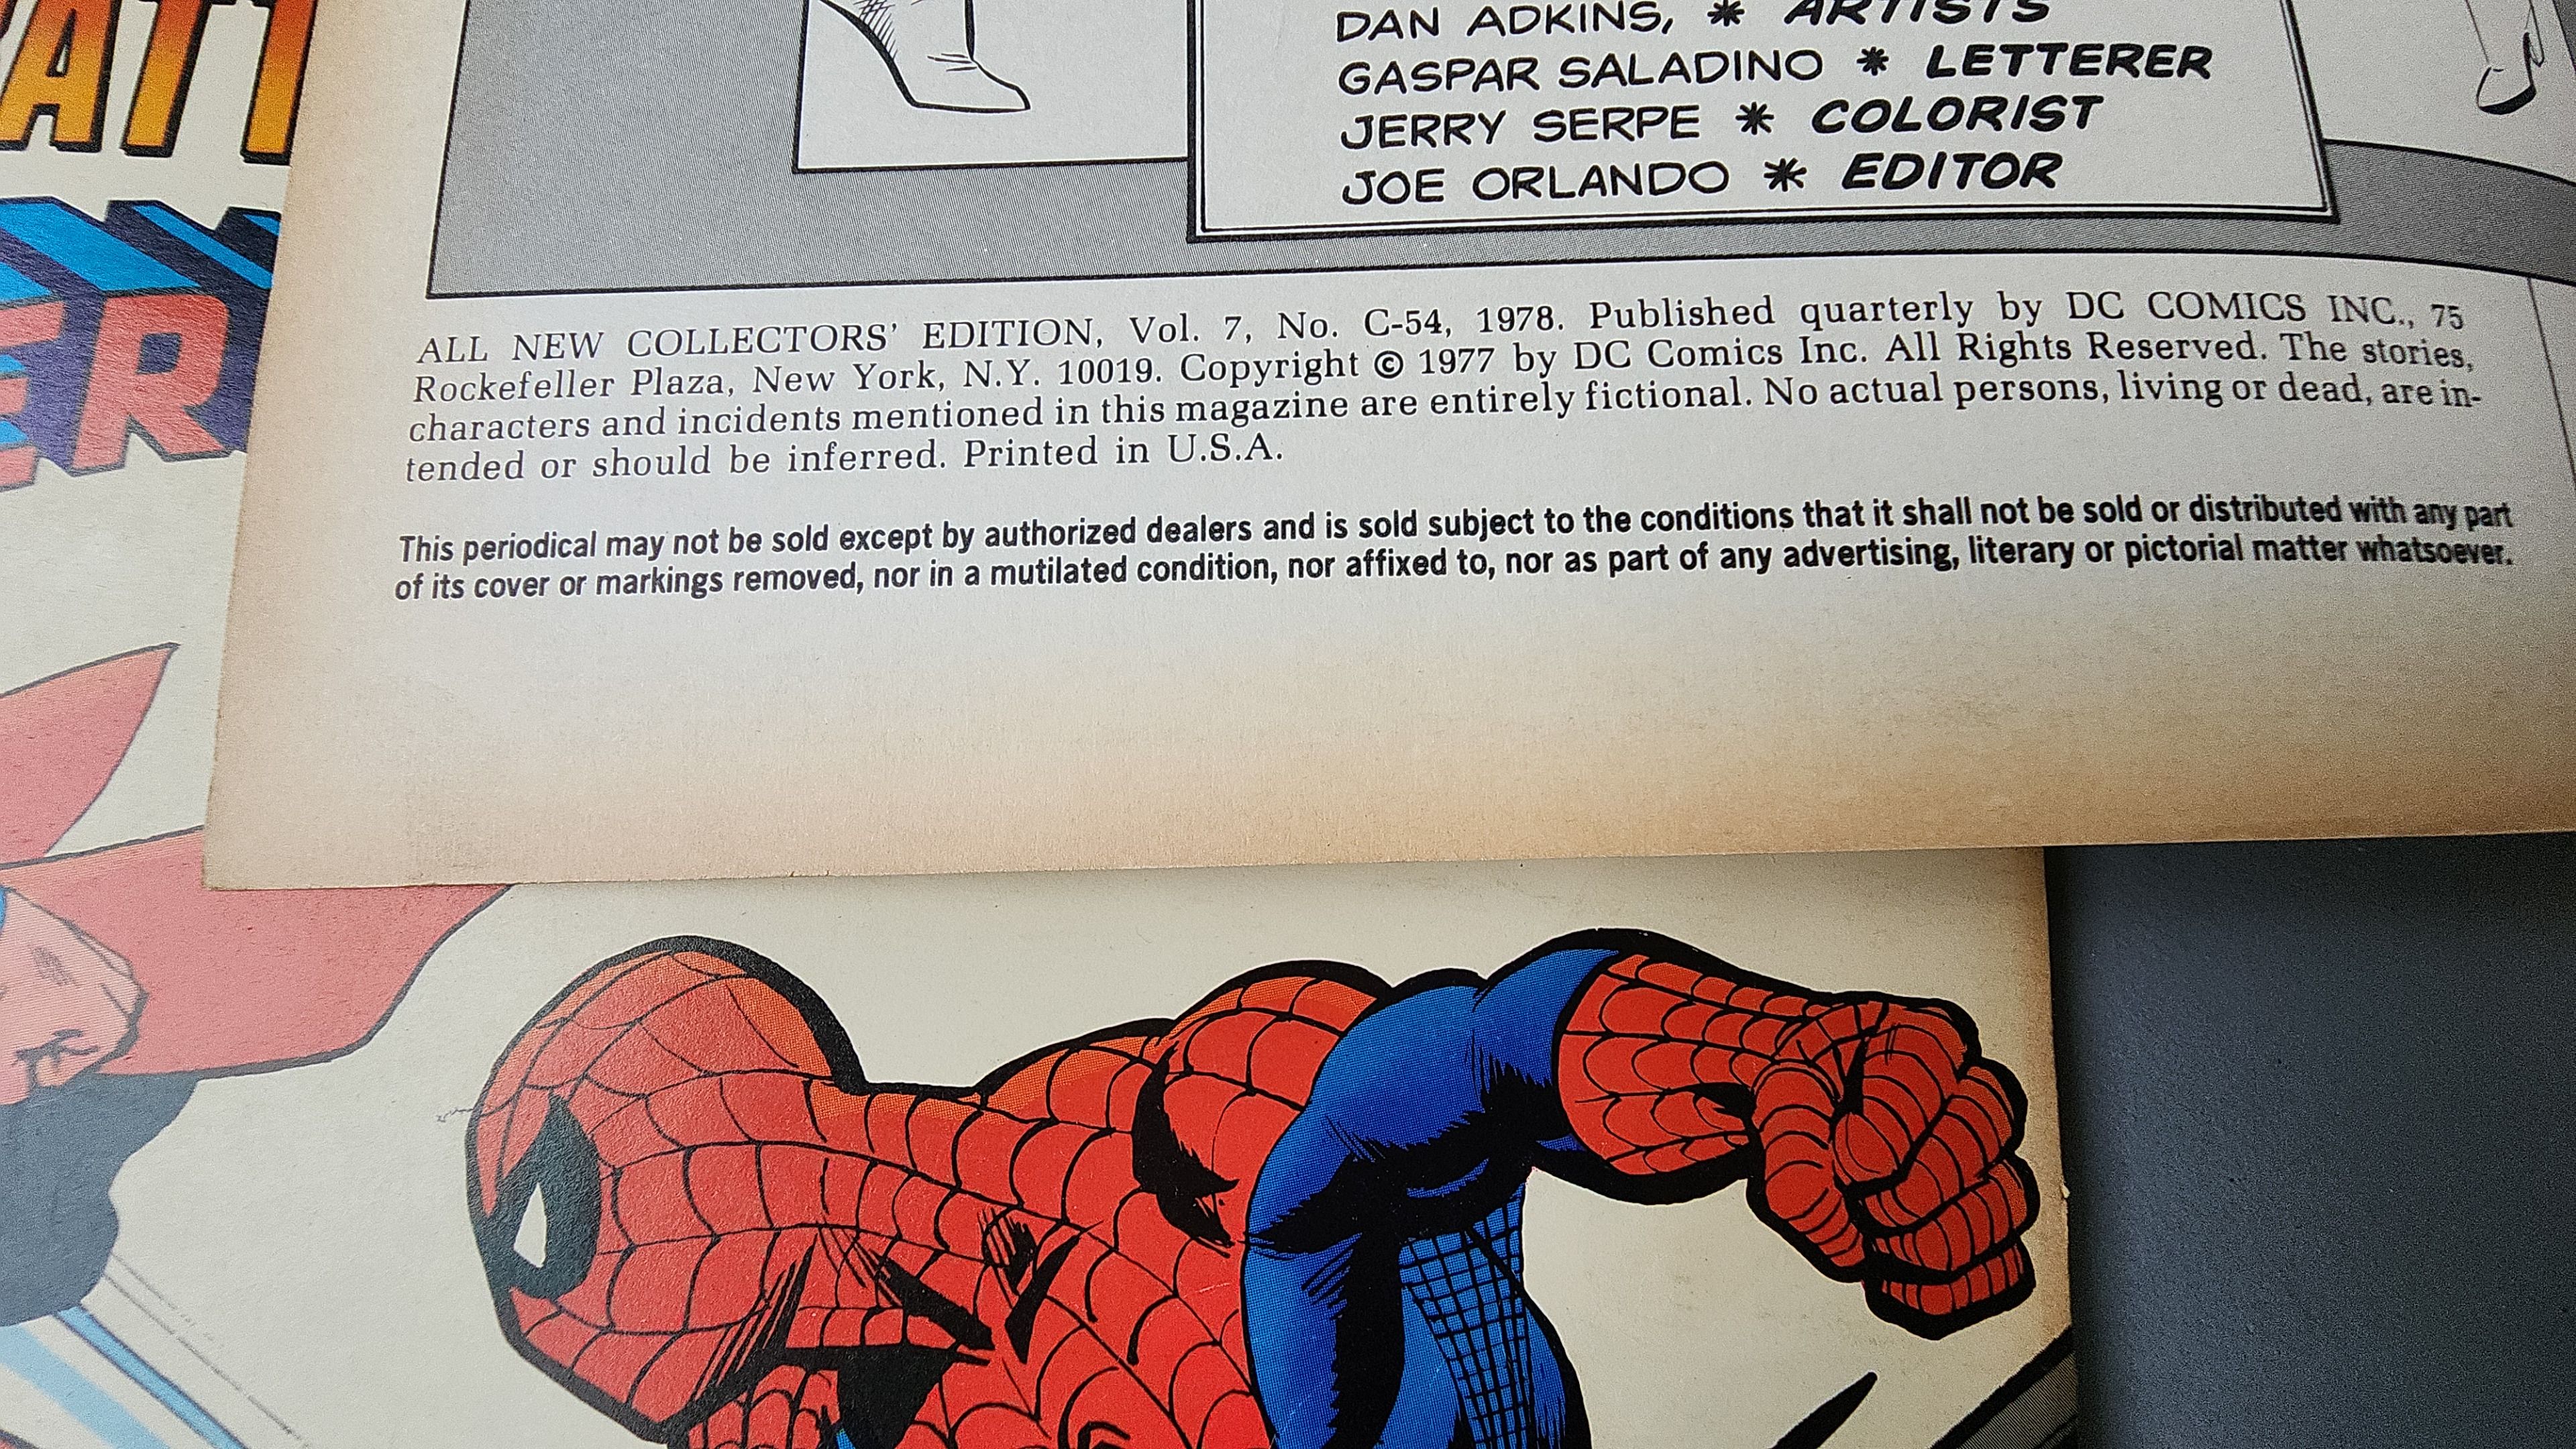 ATT
ER
DAN ADKINS, * ARTISTS
GASPAR SALADINO * LETTERER
JERRY SERPE * COLORIST
JOE ORLANDO * EDITOR
ALL NEW COLLECTORS' EDITION, Vol. 7, No. C-54, 1978. Published quarterly by DC COMICS INC., 75
Rockefeller Plaza, New York, N.Y. 10019. Copyright © 1977 by DC Comics Inc. All Rights Reserved. The stories,
characters and incidents mentioned in this magazine are entirely fictional. No actual persons, living or dead, are in-
tended or should be inferred. Printed in U.S.A.
This periodical may not be sold except by authorized dealers and is sold subject to the conditions that it shall not be sold or distributed with any part
of its cover or markings removed, nor in a mutilated condition, nor affixed to, nor as part of any advertising, literary or pictorial matter whatsoever.